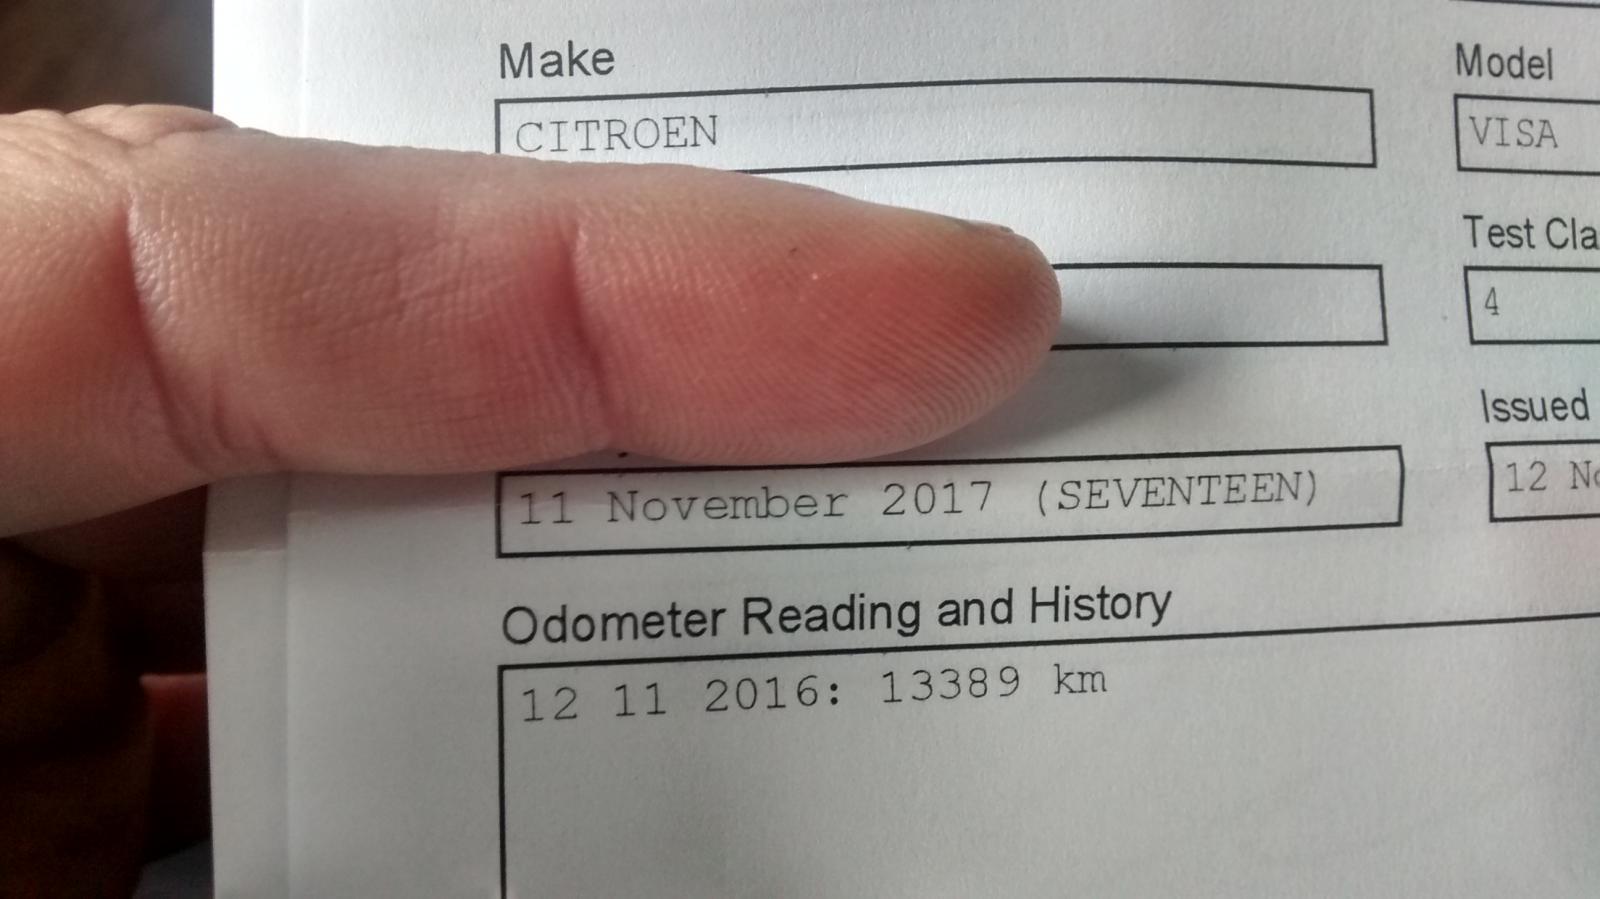 Make
Model
CITROEN
VISA
Test Cla
4
Issued
11 November 2017 (SEVENTEEN)
12 No
Odometer Reading and History
12 11 2016: 13389 km